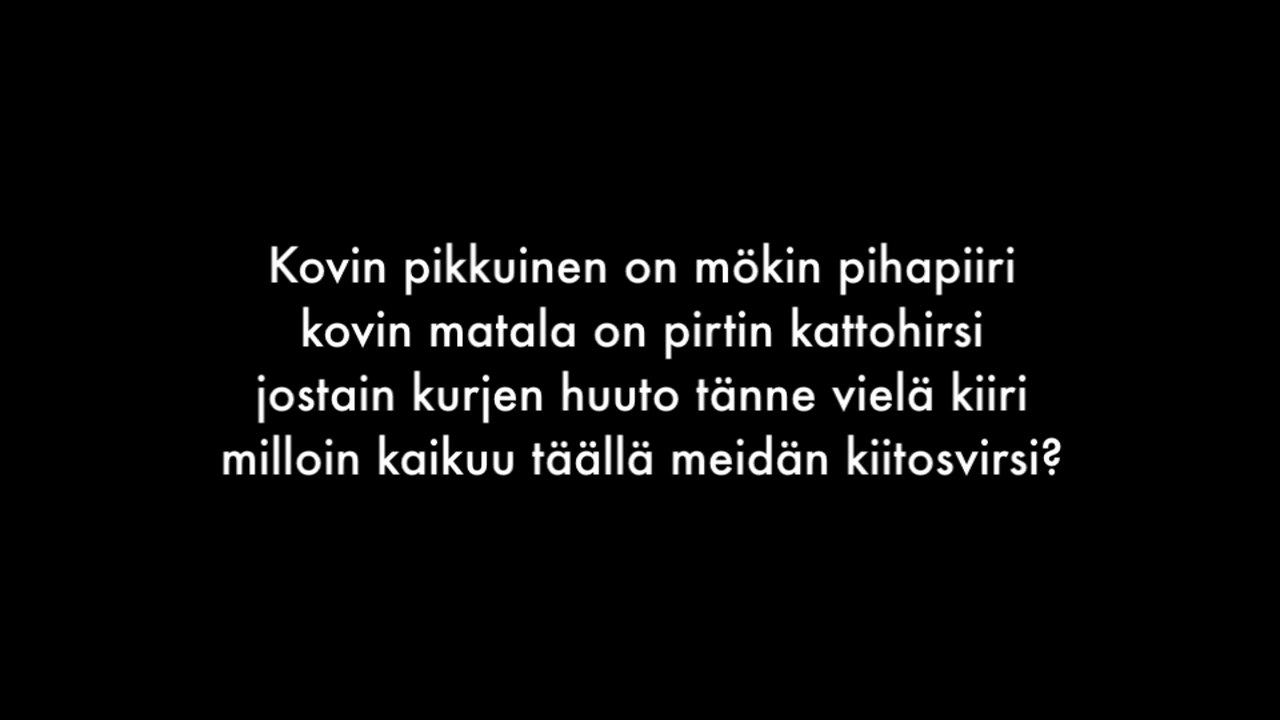 Kovin pikkuinen on mökin pihapiiri
kovin matala on pirtin kattohirsi
jostain kurjen huuto tänne vielä kiiri
milloin kaikuu täällä meidän kiitosvirsi?